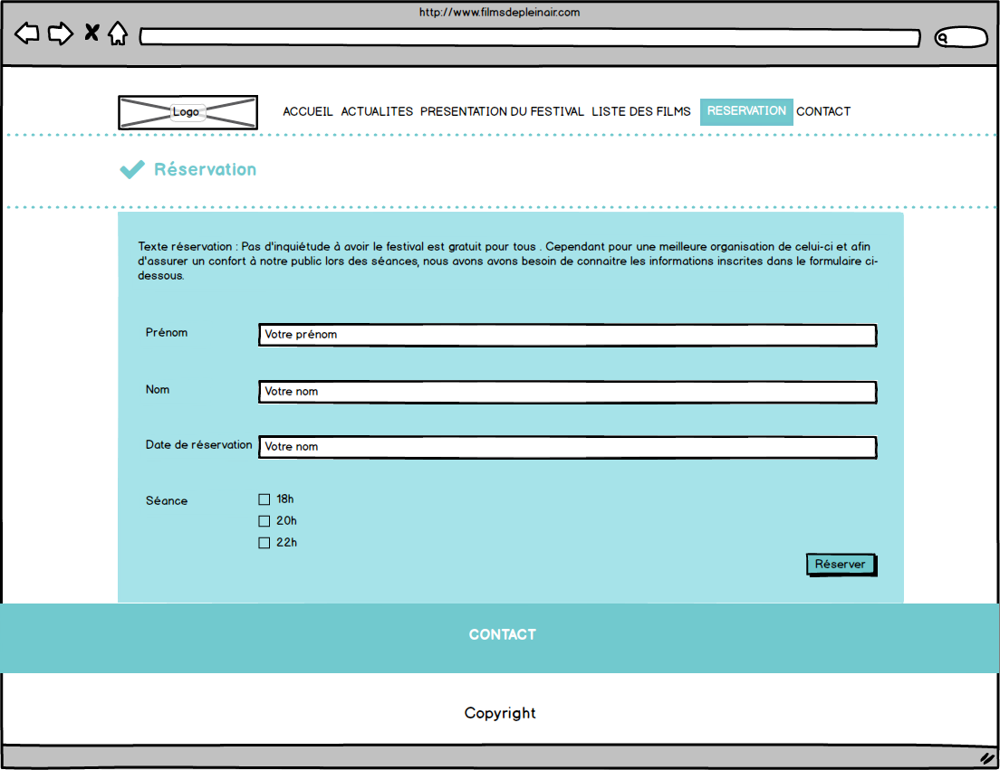 http://www.filmsdepleinair.com
Logo
ACCUEIL ACTUALITES PRESENTATION DU FESTIVAL LISTE DES FILMS RESERVATION CONTACT
Réservation
Texte réservation : Pas d'inquiétude à avoir le festival est gratuit pour tous . Cependant pour une meilleure organisation de celui-ci et afin
d'assurer un confort à notre public lors des séances, nous avons avons besoin de connaitre les informations inscrites dans le formulaire ci-
dessous.
Prénom Votre prénom
Nom Votre nom
Date de réservation Votre nom
Séance 18h
20h
22h
Réserver
CONTACT
Copyright